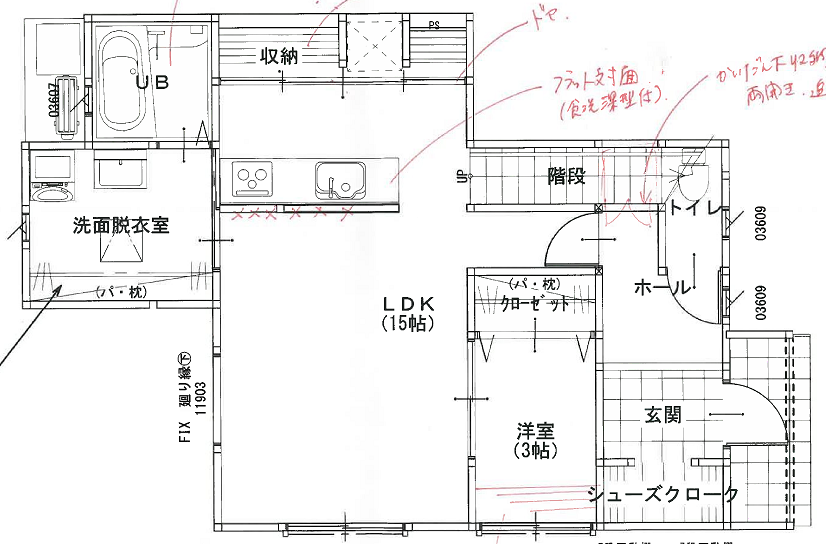 PS
収納
ドア.
UB
フラット対面
(食洗深型付).
かいだん下収納
両開き.追
03607
UP
階段
トイレ
洗面脱衣室
03609
(パ・枕)
ホール
LDK
(15帖)
(パ・枕)
クローゼット
03609
FIX 廻り縁㊦
11903
玄関
洋室
(3帖)
シューズクローク